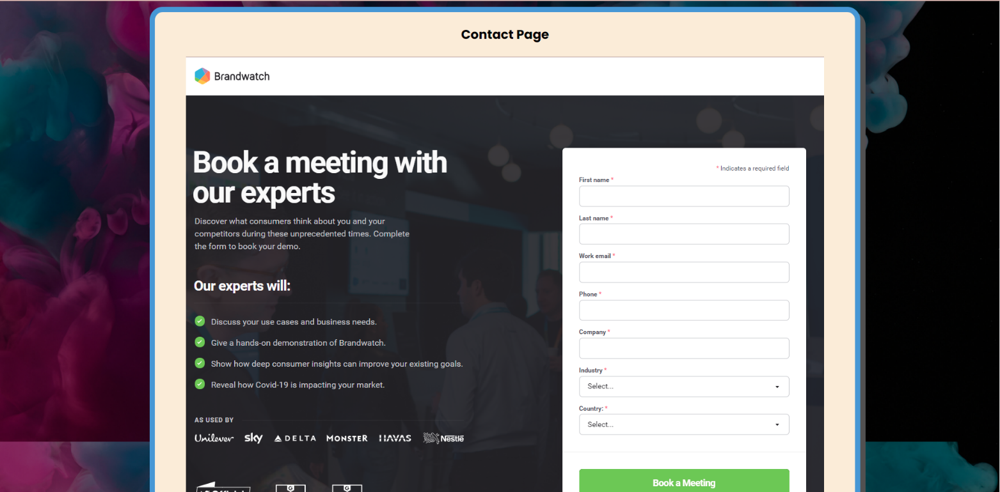 Contact Page
Brandwatch
Book a meeting with
our experts
Discover what consumers think about you and your
competitors during these unprecedented times. Complete
the form to book your demo.
Our experts will:
Discuss your use cases and business needs.
Give a hands-on demonstration of Brandwatch.
Show how deep consumer insights can improve your existing goals.
Reveal how Covid-19 is impacting your market.
AS USED BY
Unilever sky DELTA MONSTER HAVAS Nestlé
* Indicates a required field
First name *
Last name *
Work email *
Phone *
Company *
Industry *
Select...
Country: *
Select...
Book a Meeting